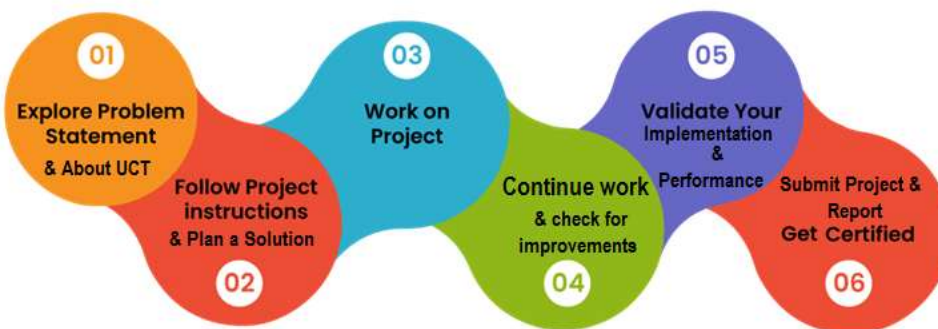 01
Explore Problem
Statement
& About UCT
Follow Project
instructions
& Plan a Solution
02
03
Work on
Project
Continue work
& check for
improvements
04
05
Validate Your
Implementation
&
Performance
Submit Project &
Report
Get Certified
06